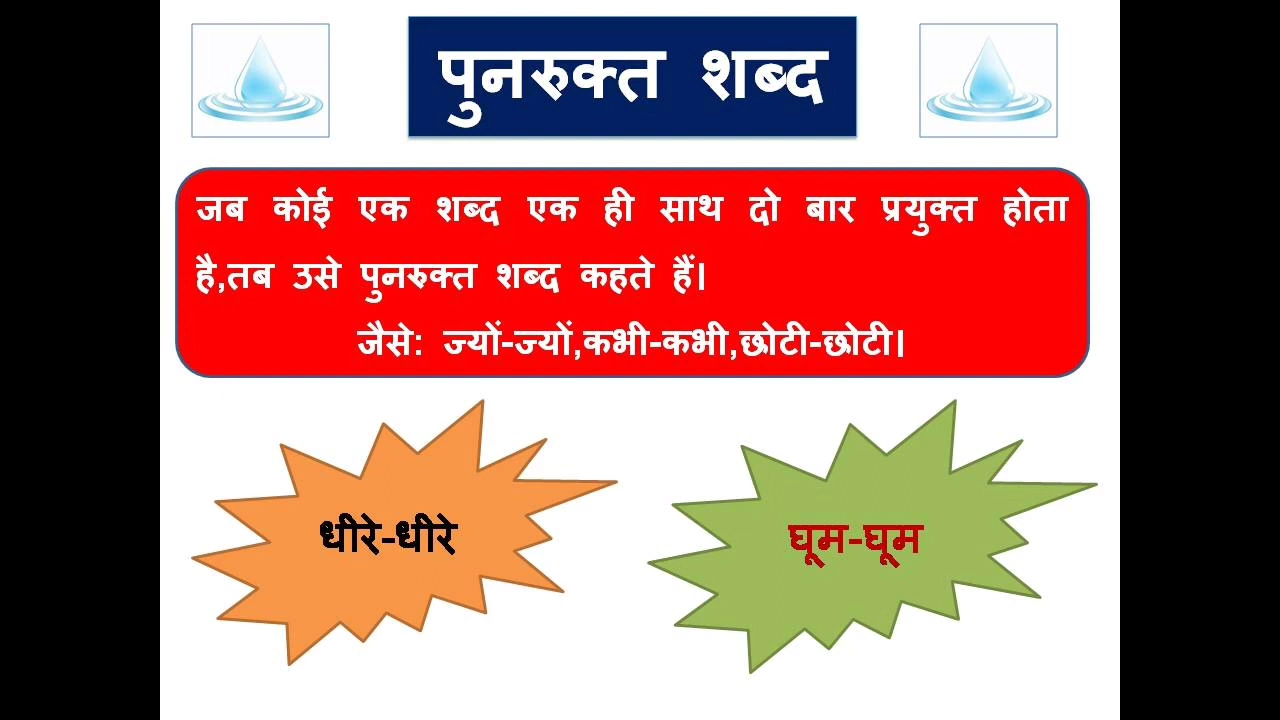 पुनरुक्त शब्द
जब कोई एक शब्द एक ही साथ दो बार प्रयुक्त होता
है,तब उसे पुनरुक्त शब्द कहते हैं।
जैसे: ज्यों-ज्यों,कभी-कभी,छोटी-छोटी।
धीरे-धीरे
घूम-घूम